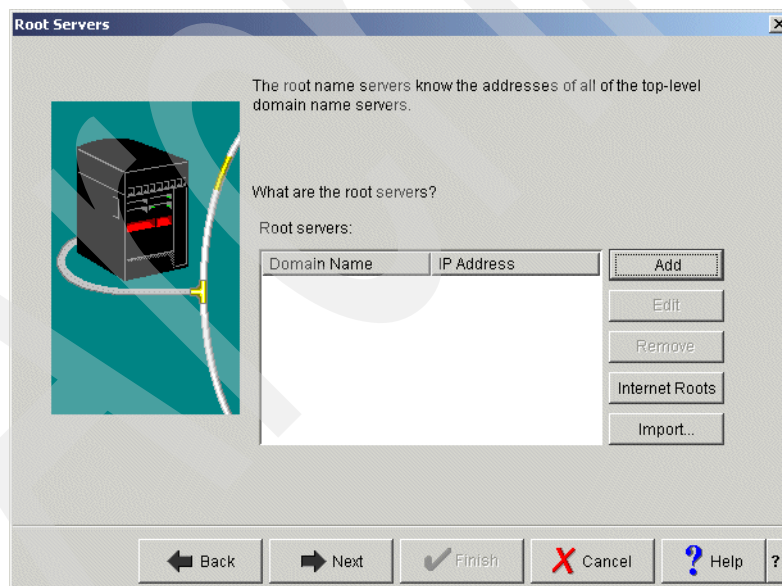 Root Servers
The root name servers know the addresses of all of the top-level
domain name servers.
What are the root servers?
Root servers:
Domain Name IP Address
Add
Edit
Remove
Internet Roots
Import...
Back Next Finish Cancel Help ?